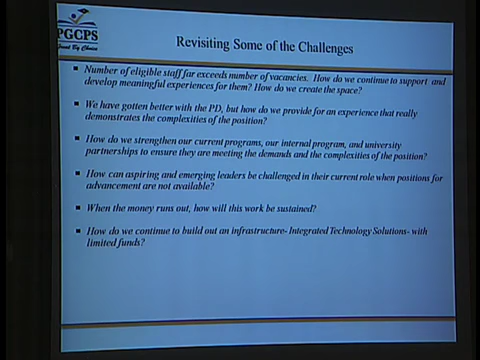 PGCPS
Great By Choice
Revisiting Some of the Challenges
Number of eligible staff far exceeds number of vacancies. How do we continue to support and
develop meaningful experiences for them? How do we create the space?
We have gotten better with the PD, but how do we provide for an experience that really
demonstrates the complexities of the position?
How do we strengthen our current programs, our internal program, and university
partnerships to ensure they are meeting the demands and the complexities of the position?
How can aspiring and emerging leaders be challenged in their current role when positions for
advancement are not available?
When the money runs out, how will this work be sustained?
How do we continue to build out an infrastructure- Integrated Technology Solutions- with
limited funds?